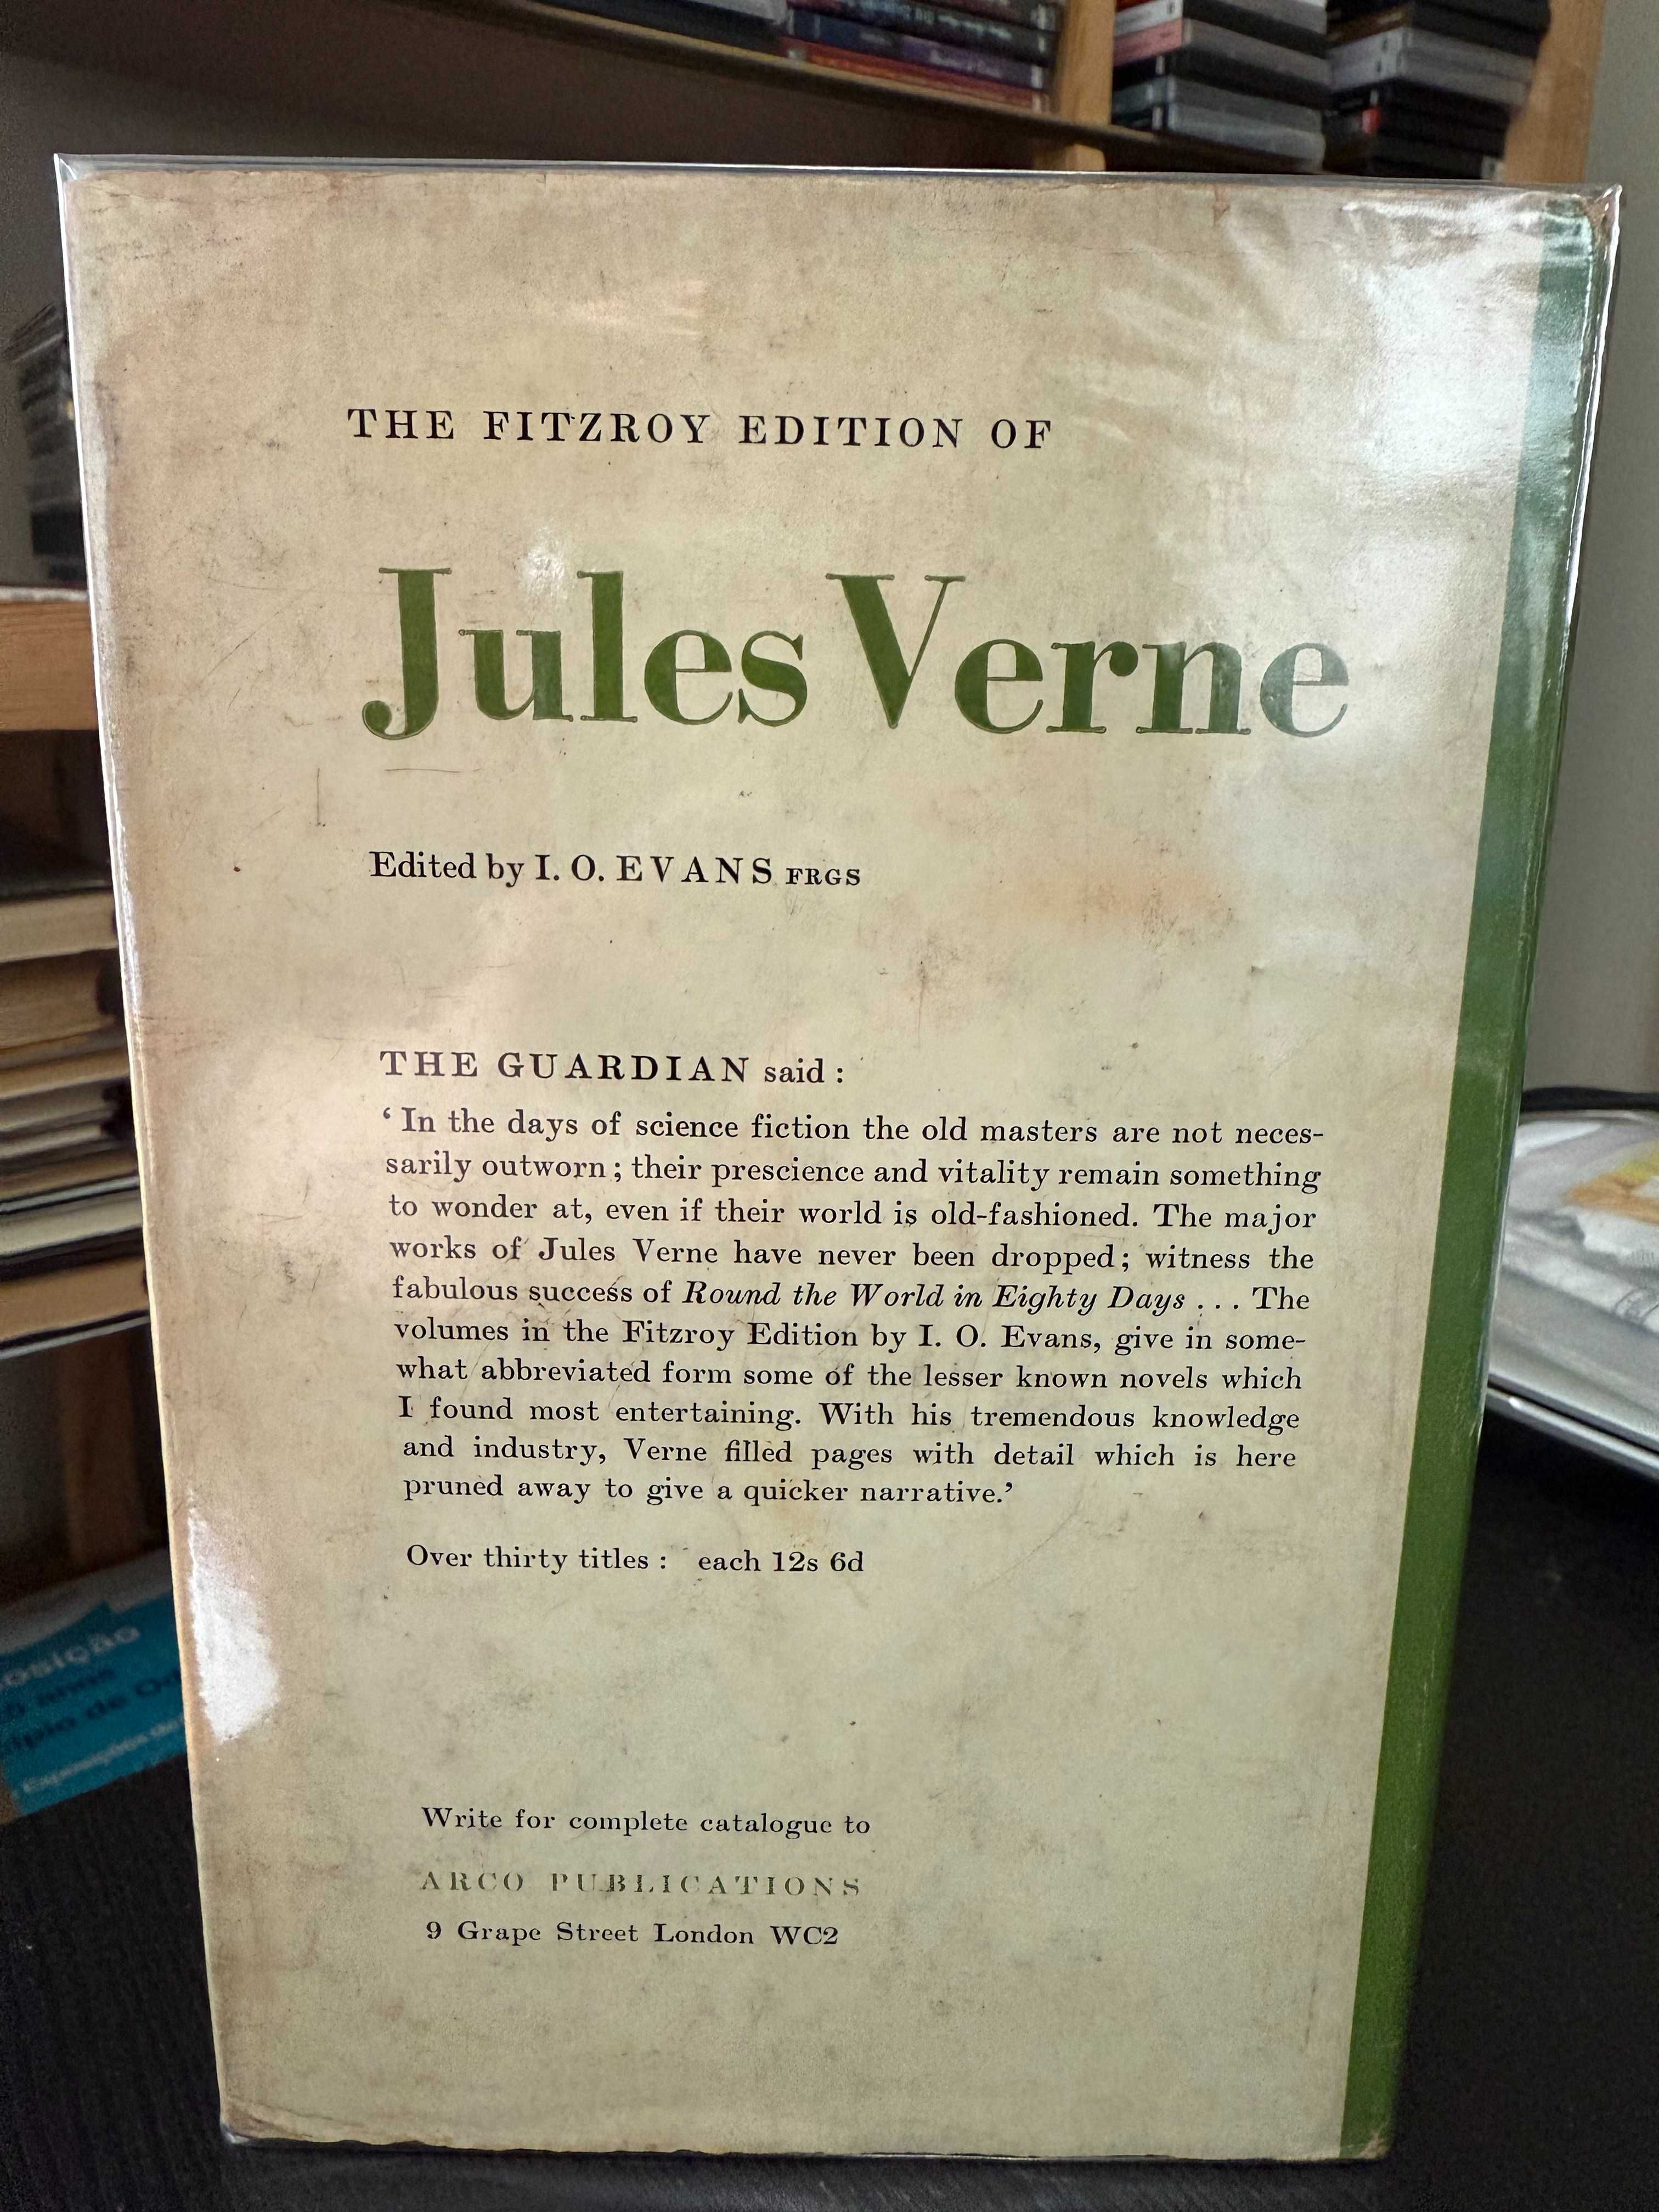 THE FITZROY EDITION OF
Jules Verne
Edited by I. O. EVANS FRGS
THE GUARDIAN said :
‘ In the days of science fiction the old masters are not neces-
sarily outworn ; their prescience and vitality remain something
to wonder at, even if their world is old-fashioned. The major
works of Jules Verne have never been dropped ; witness the
fabulous success of Round the World in Eighty Days . . . The
volumes in the Fitzroy Edition by I. O. Evans, give in some-
what abbreviated form some of the lesser known novels which
I found most entertaining. With his tremendous knowledge
and industry, Verne filled pages with detail which is here
pruned away to give a quicker narrative.’
Over thirty titles : each 12s 6d
Write for complete catalogue to
ARCO PUBLICATIONS
9 Grape Street London WC2
anos